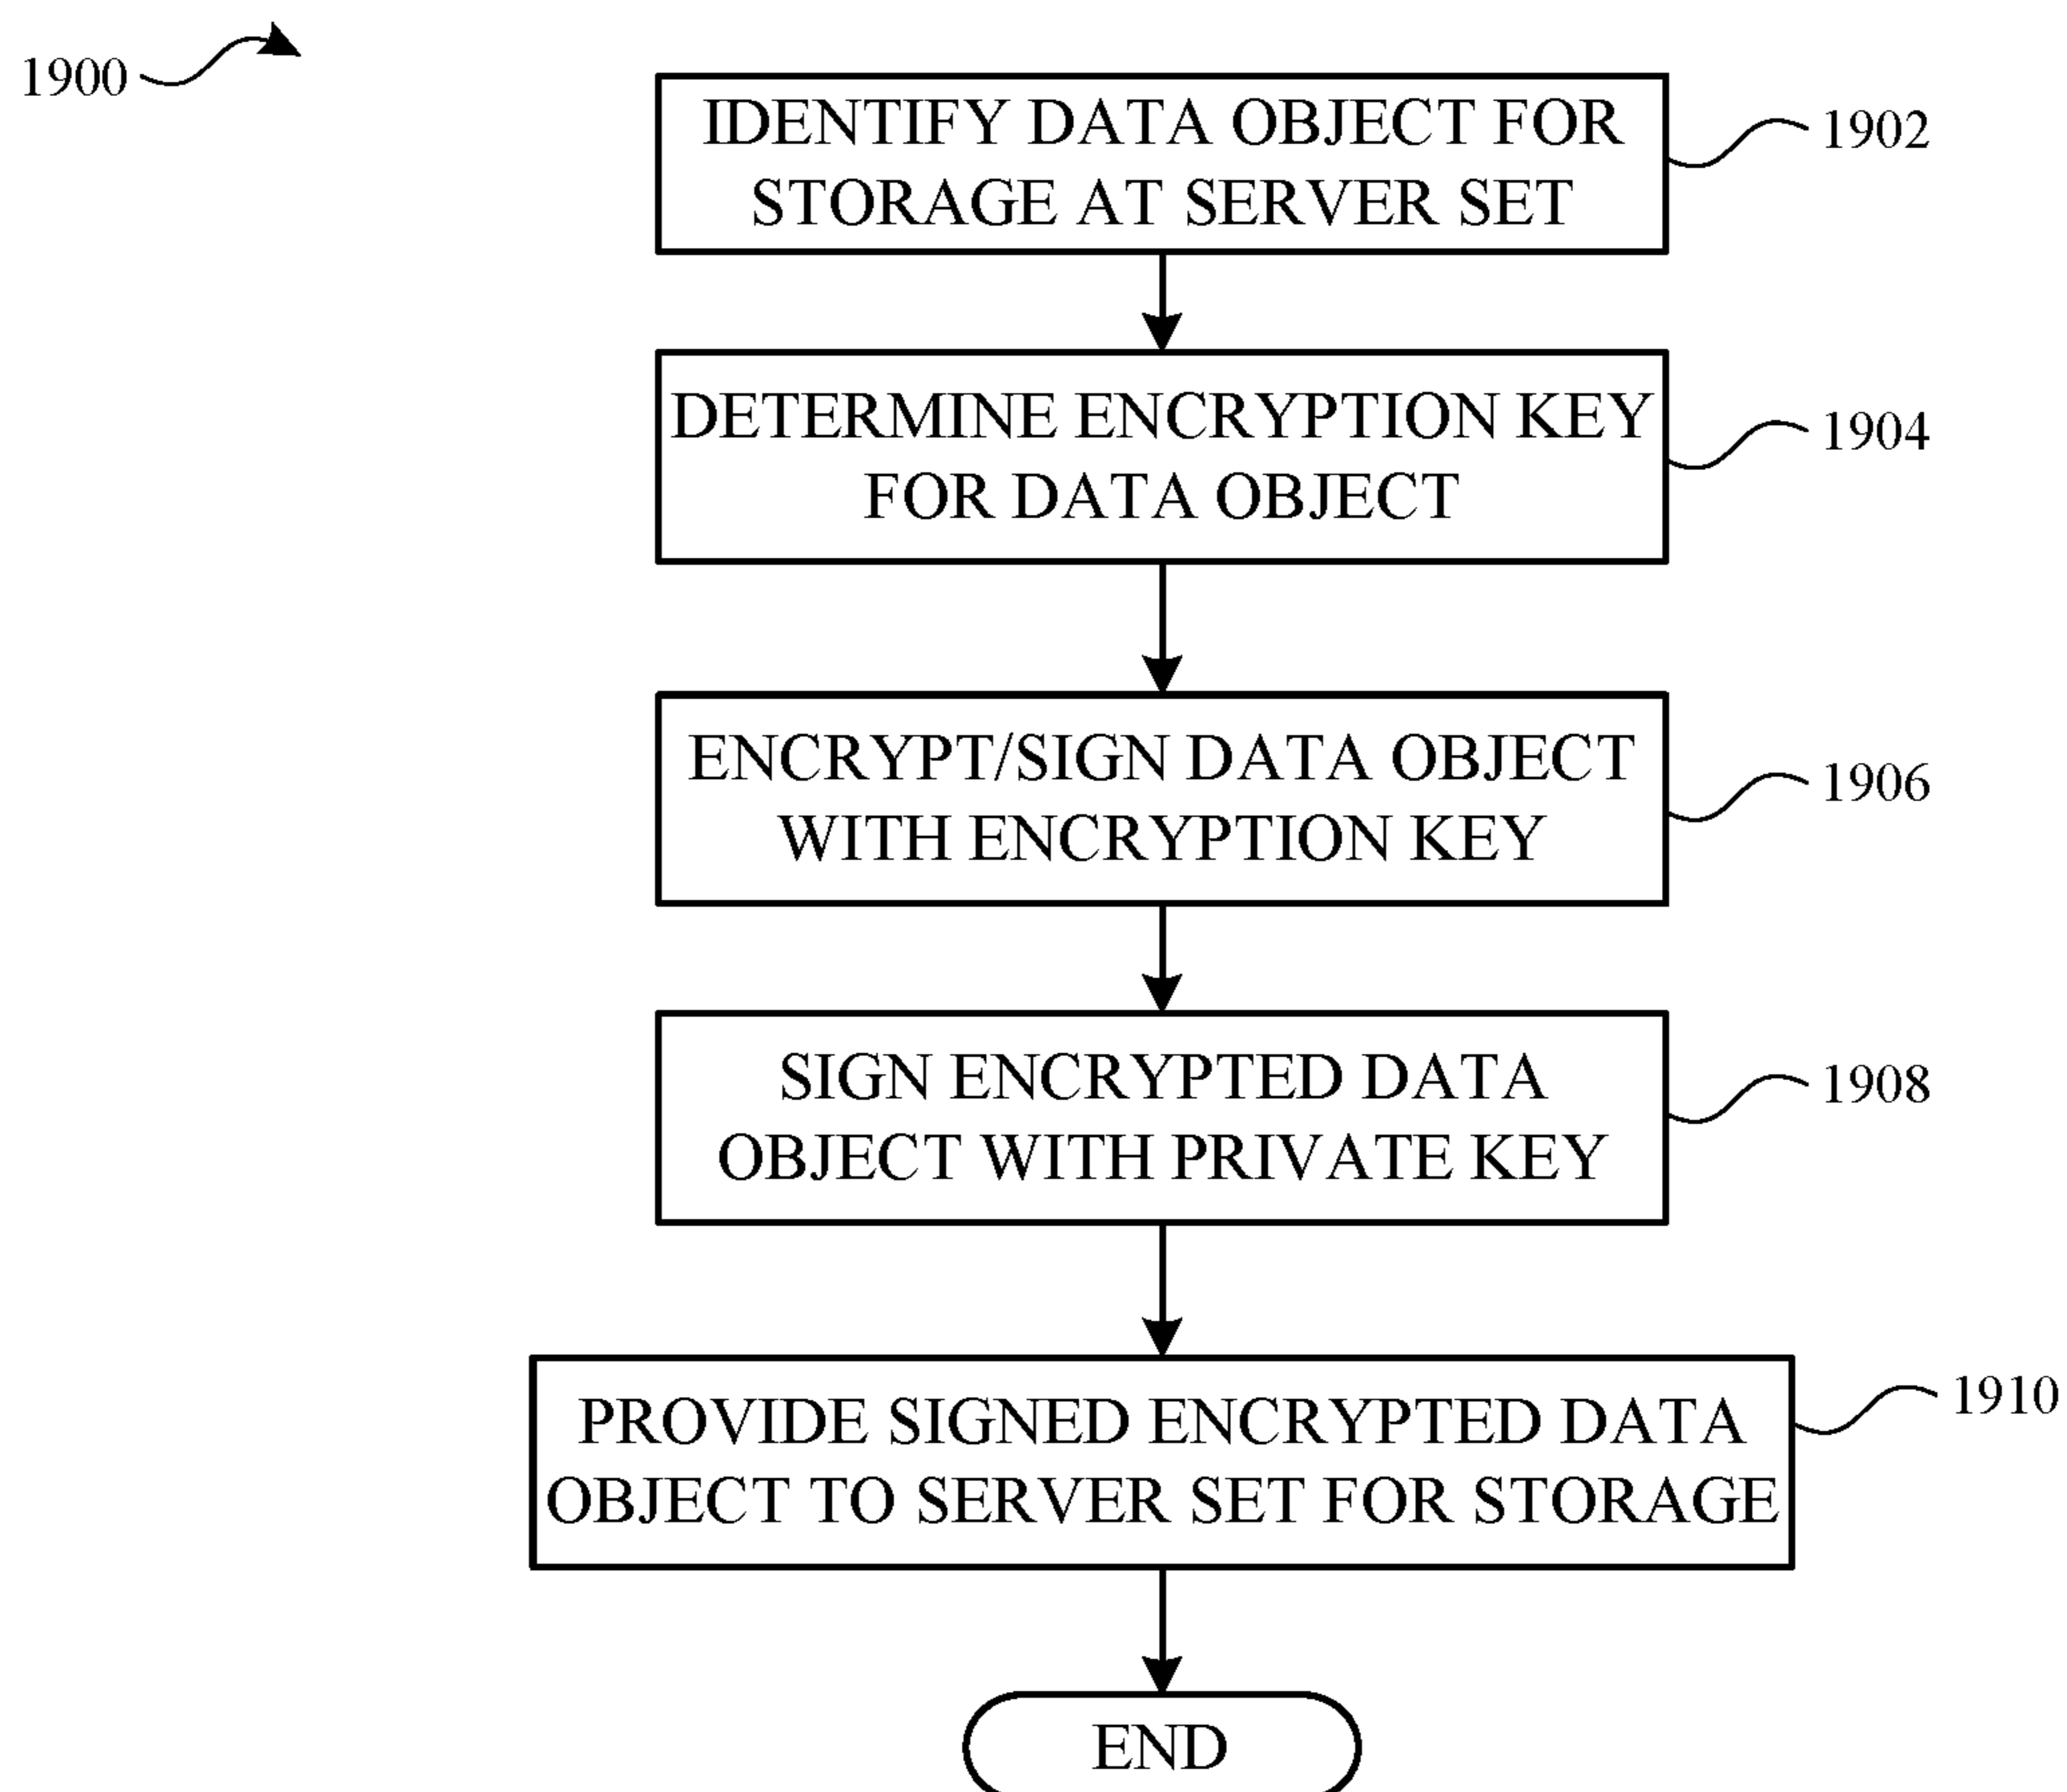 1900
IDENTIFY DATA OBJECT FOR
STORAGE AT SERVER SET
1902
DETERMINE ENCRYPTION KEY
FOR DATA OBJECT
1904
ENCRYPT/SIGN DATA OBJECT
WITH ENCRYPTION KEY
1906
SIGN ENCRYPTED DATA
OBJECT WITH PRIVATE KEY
1908
PROVIDE SIGNED ENCRYPTED DATA
OBJECT TO SERVER SET FOR STORAGE
1910
END